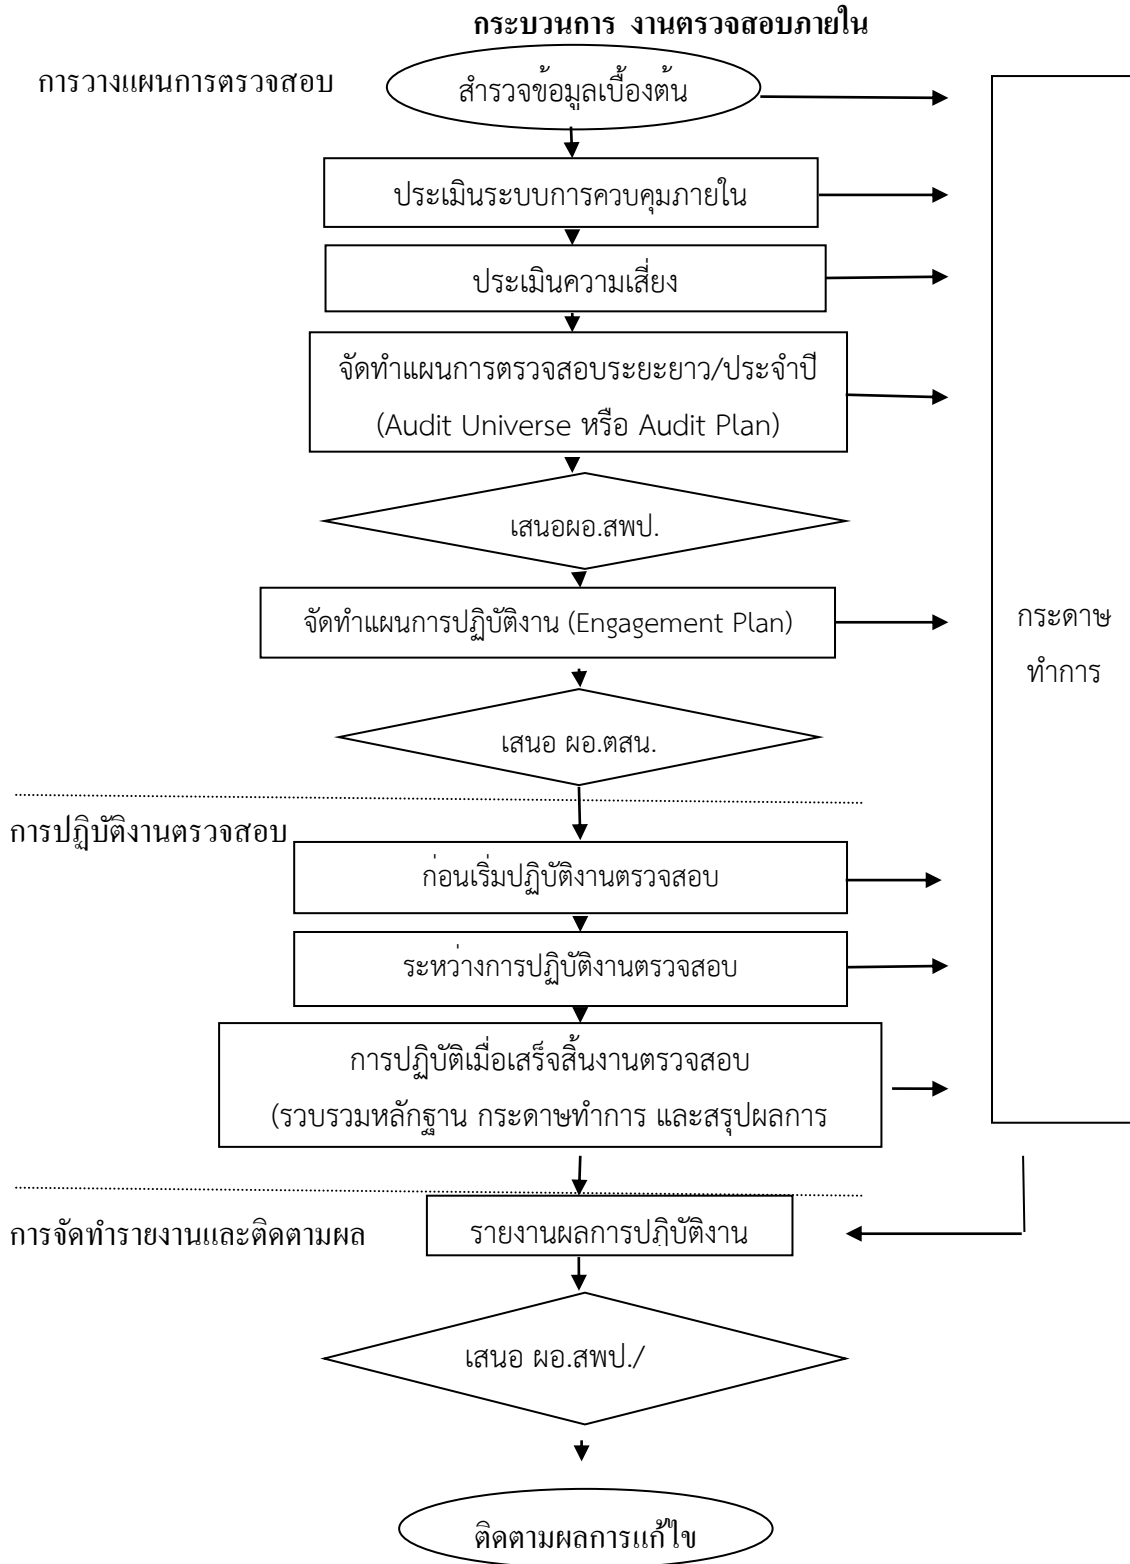 กระบวนการ งานตรวจสอบภายใน
การวางแผนการตรวจสอบ
สำรวจข้อมูลเบื้องต้น
ประเมินระบบการควบคุมภายใน
ประเมินความเสี่ยง
จัดทำแผนการตรวจสอบระยะยาว/ประจำปี
(Audit Universe หรือ Audit Plan)
เสนอผอ.สพป.
จัดทำแผนการปฏิบัติงาน (Engagement Plan)
กระดาษ
ทำการ
เสนอ ผอ.ตสน.
การปฏิบัติงานตรวจสอบ
ก่อนเริ่มปฏิบัติงานตรวจสอบ
ระหว่างการปฏิบัติงานตรวจสอบ
การปฏิบัติเมื่อเสร็จสิ้นงานตรวจสอบ
(รวบรวมหลักฐาน กระดาษทำการ และสรุปผลการ
การจัดทำรายงานและติดตามผล
รายงานผลการปฏิบัติงาน
เสนอ ผอ.สพป./
ติดตามผลการแก้ไข